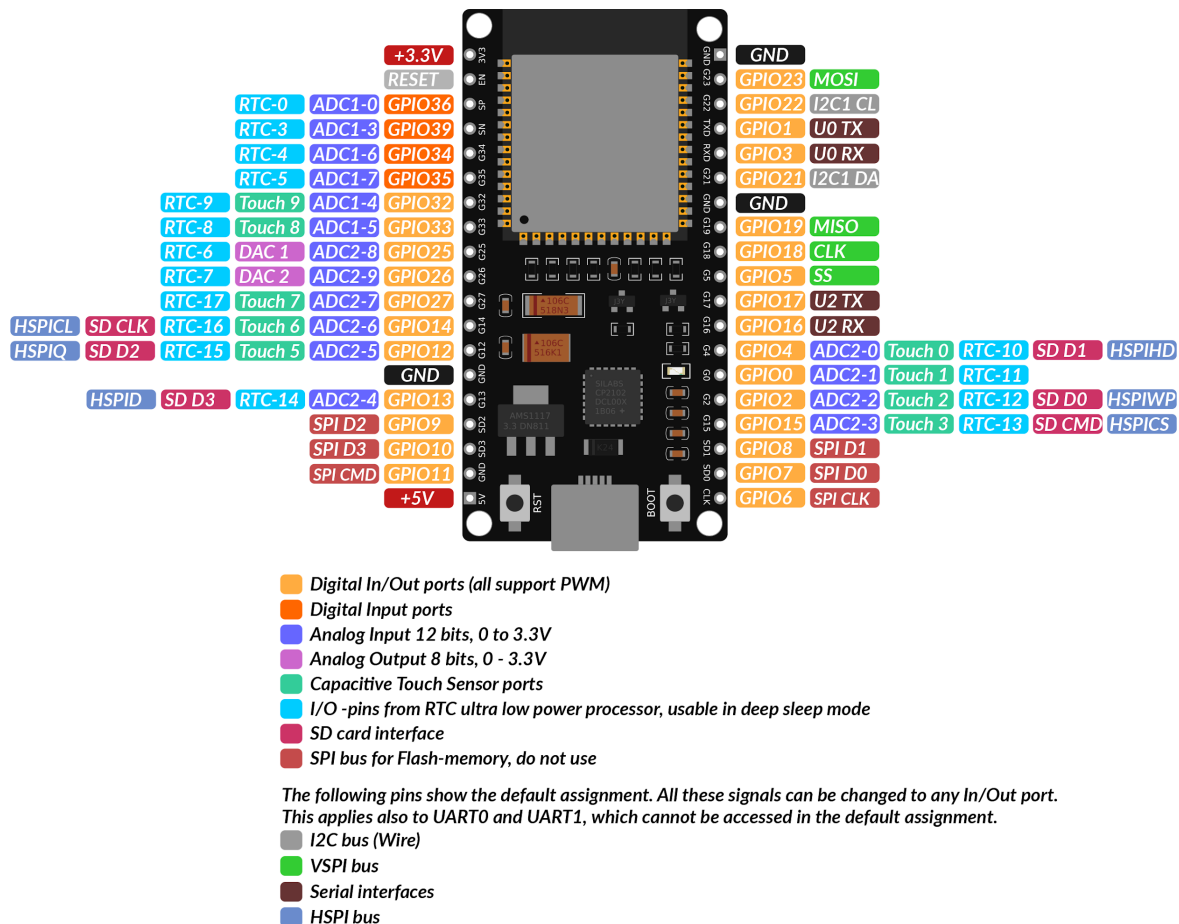 +3.3V 3V3 GND GND
RESET EN G23 GPIO23 MOSI
RTC-0 ADC1-0 GPIO36 SP G22 GPIO22 I2C1 CL
RTC-3 ADC1-3 GPIO39 SN TXD GPIO1 U0 TX
RTC-4 ADC1-6 GPIO34 G34 RXD GPIO3 U0 RX
RTC-5 ADC1-7 GPIO35 G35 G21 GPIO21 I2C1 DA
RTC-9 Touch 9 ADC1-4 GPIO32 G32 GND GND
RTC-8 Touch 8 ADC1-5 GPIO33 G33 G19 GPIO19 MISO
RTC-6 DAC 1 ADC2-8 GPIO25 G25 G18 GPIO18 CLK
RTC-7 DAC 2 ADC2-9 GPIO26 G26 G5 GPIO5 SS
RTC-17 Touch 7 ADC2-7 GPIO27 G27 106C J3Y J3Y G17 GPIO17 U2 TX
518N3
HSPICL SD CLK RTC-16 Touch 6 ADC2-6 GPIO14 G14 G16 GPIO16 U2 RX
HSPIQ SD D2 RTC-15 Touch 5 ADC2-5 GPIO12 G12 106C G4 GPIO4 ADC2-0 Touch 0 RTC-10 SD D1 HSPIHD
516K1
GND GND G0 GPIO0 ADC2-1 Touch 1 RTC-11
SILABS
CP2102
DCL00X
1806 +
HSPID SD D3 RTC-14 ADC2-4 GPIO13 G13 G2 GPIO2 ADC2-2 Touch 2 RTC-12 SD D0 HSPIWP
AMS1117
3.3 DN811
SPI D2 GPIO9 SD2 G15 GPIO15 ADC2-3 Touch 3 RTC-13 SD CMD HSPICS
SPI D3 GPIO10 SD3 SD1 GPIO8 SPI D1
SPI CMD GPIO11 GND SD0 GPIO7 SPI D0
+5V 5V RST BOOT CLK GPIO6 SPI CLK
Digital In/Out ports (all support PWM)
Digital Input ports
Analog Input 12 bits, 0 to 3.3V
Analog Output 8 bits, 0 - 3.3V
Capacitive Touch Sensor ports
I/O -pins from RTC ultra low power processor, usable in deep sleep mode
SD card interface
SPI bus for Flash-memory, do not use
The following pins show the default assignment. All these signals can be changed to any In/Out port.
This applies also to UART0 and UART1, which cannot be accessed in the default assignment.
I2C bus (Wire)
VSPI bus
Serial interfaces
HSPI bus